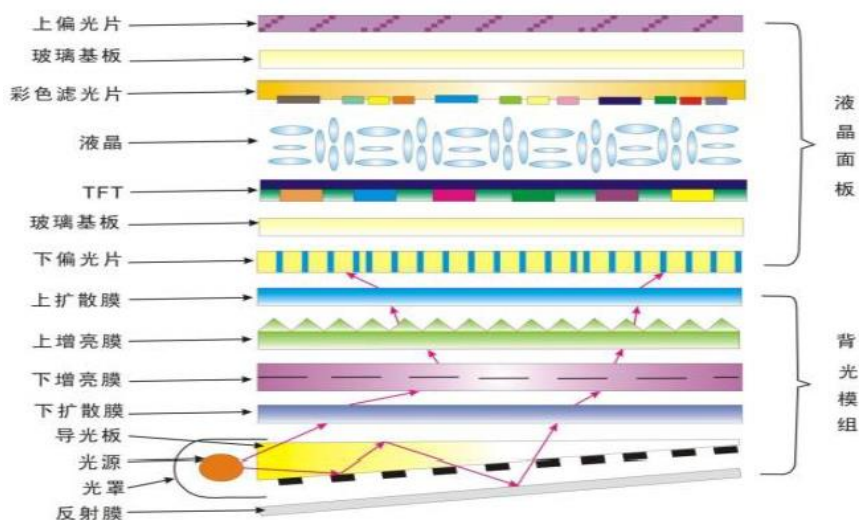 上偏光片
玻璃基板
彩色滤光片
液晶
TFT
玻璃基板
下偏光片
上扩散膜
上增亮膜
下增亮膜
下扩散膜
导光板
光源
光罩
反射膜
液晶面板
背光模组